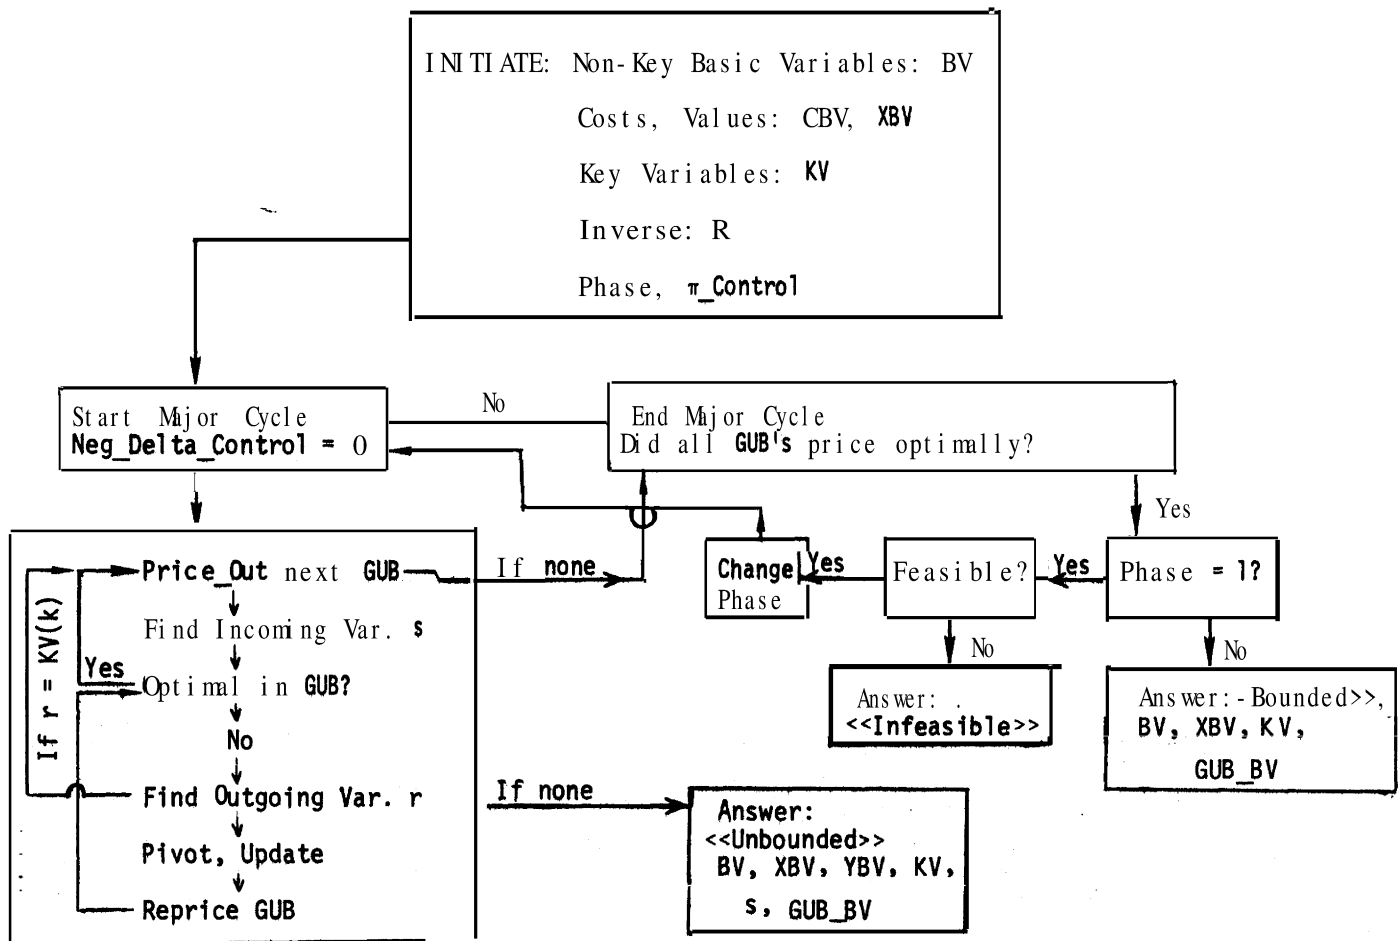 INITIATE: Non-Key Basic Variables: BV
Costs, Values: CBV, XBV
Key Variables: KV
Inverse: R
Phase, π_Control
Start Major Cycle
Neg_Delta_Control = 0
No
End Major Cycle
Did all GUB's price optimally?
Yes
Price_Out next GUB
If none
Change
Phase
Yes
Feasible?
Yes
Phase = 1?
Find Incoming Var. s
If r = KV(k)
Yes
Optimal in GUB?
No
No
No
Answer: .
<<Infeasible>>
Answer:-Bounded>>,
BV, XBV, KV,
GUB_BV
Find Outgoing Var. r
If none
Pivot, Update
Reprice GUB
Answer:
<<Unbounded>>
BV, XBV, YBV, KV,
s, GUB_BV